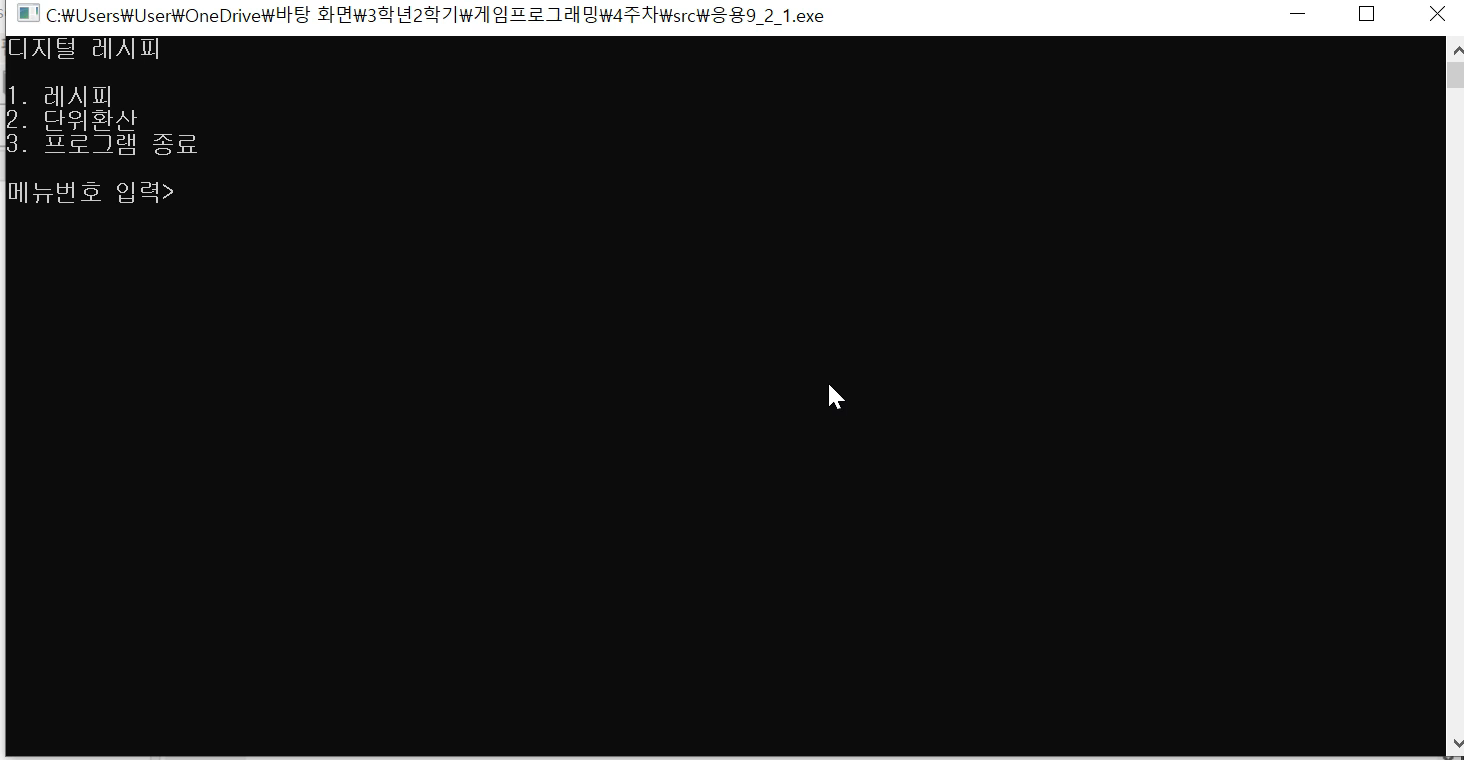 C:₩Users₩User₩OneDrive₩바탕 화면₩3학년2학기₩게임프로그래밍₩4주차₩src₩응용9_2_1.exe
디지털 레시피
1. 레시피
2. 단위환산
3. 프로그램 종료
메뉴번호 입력>